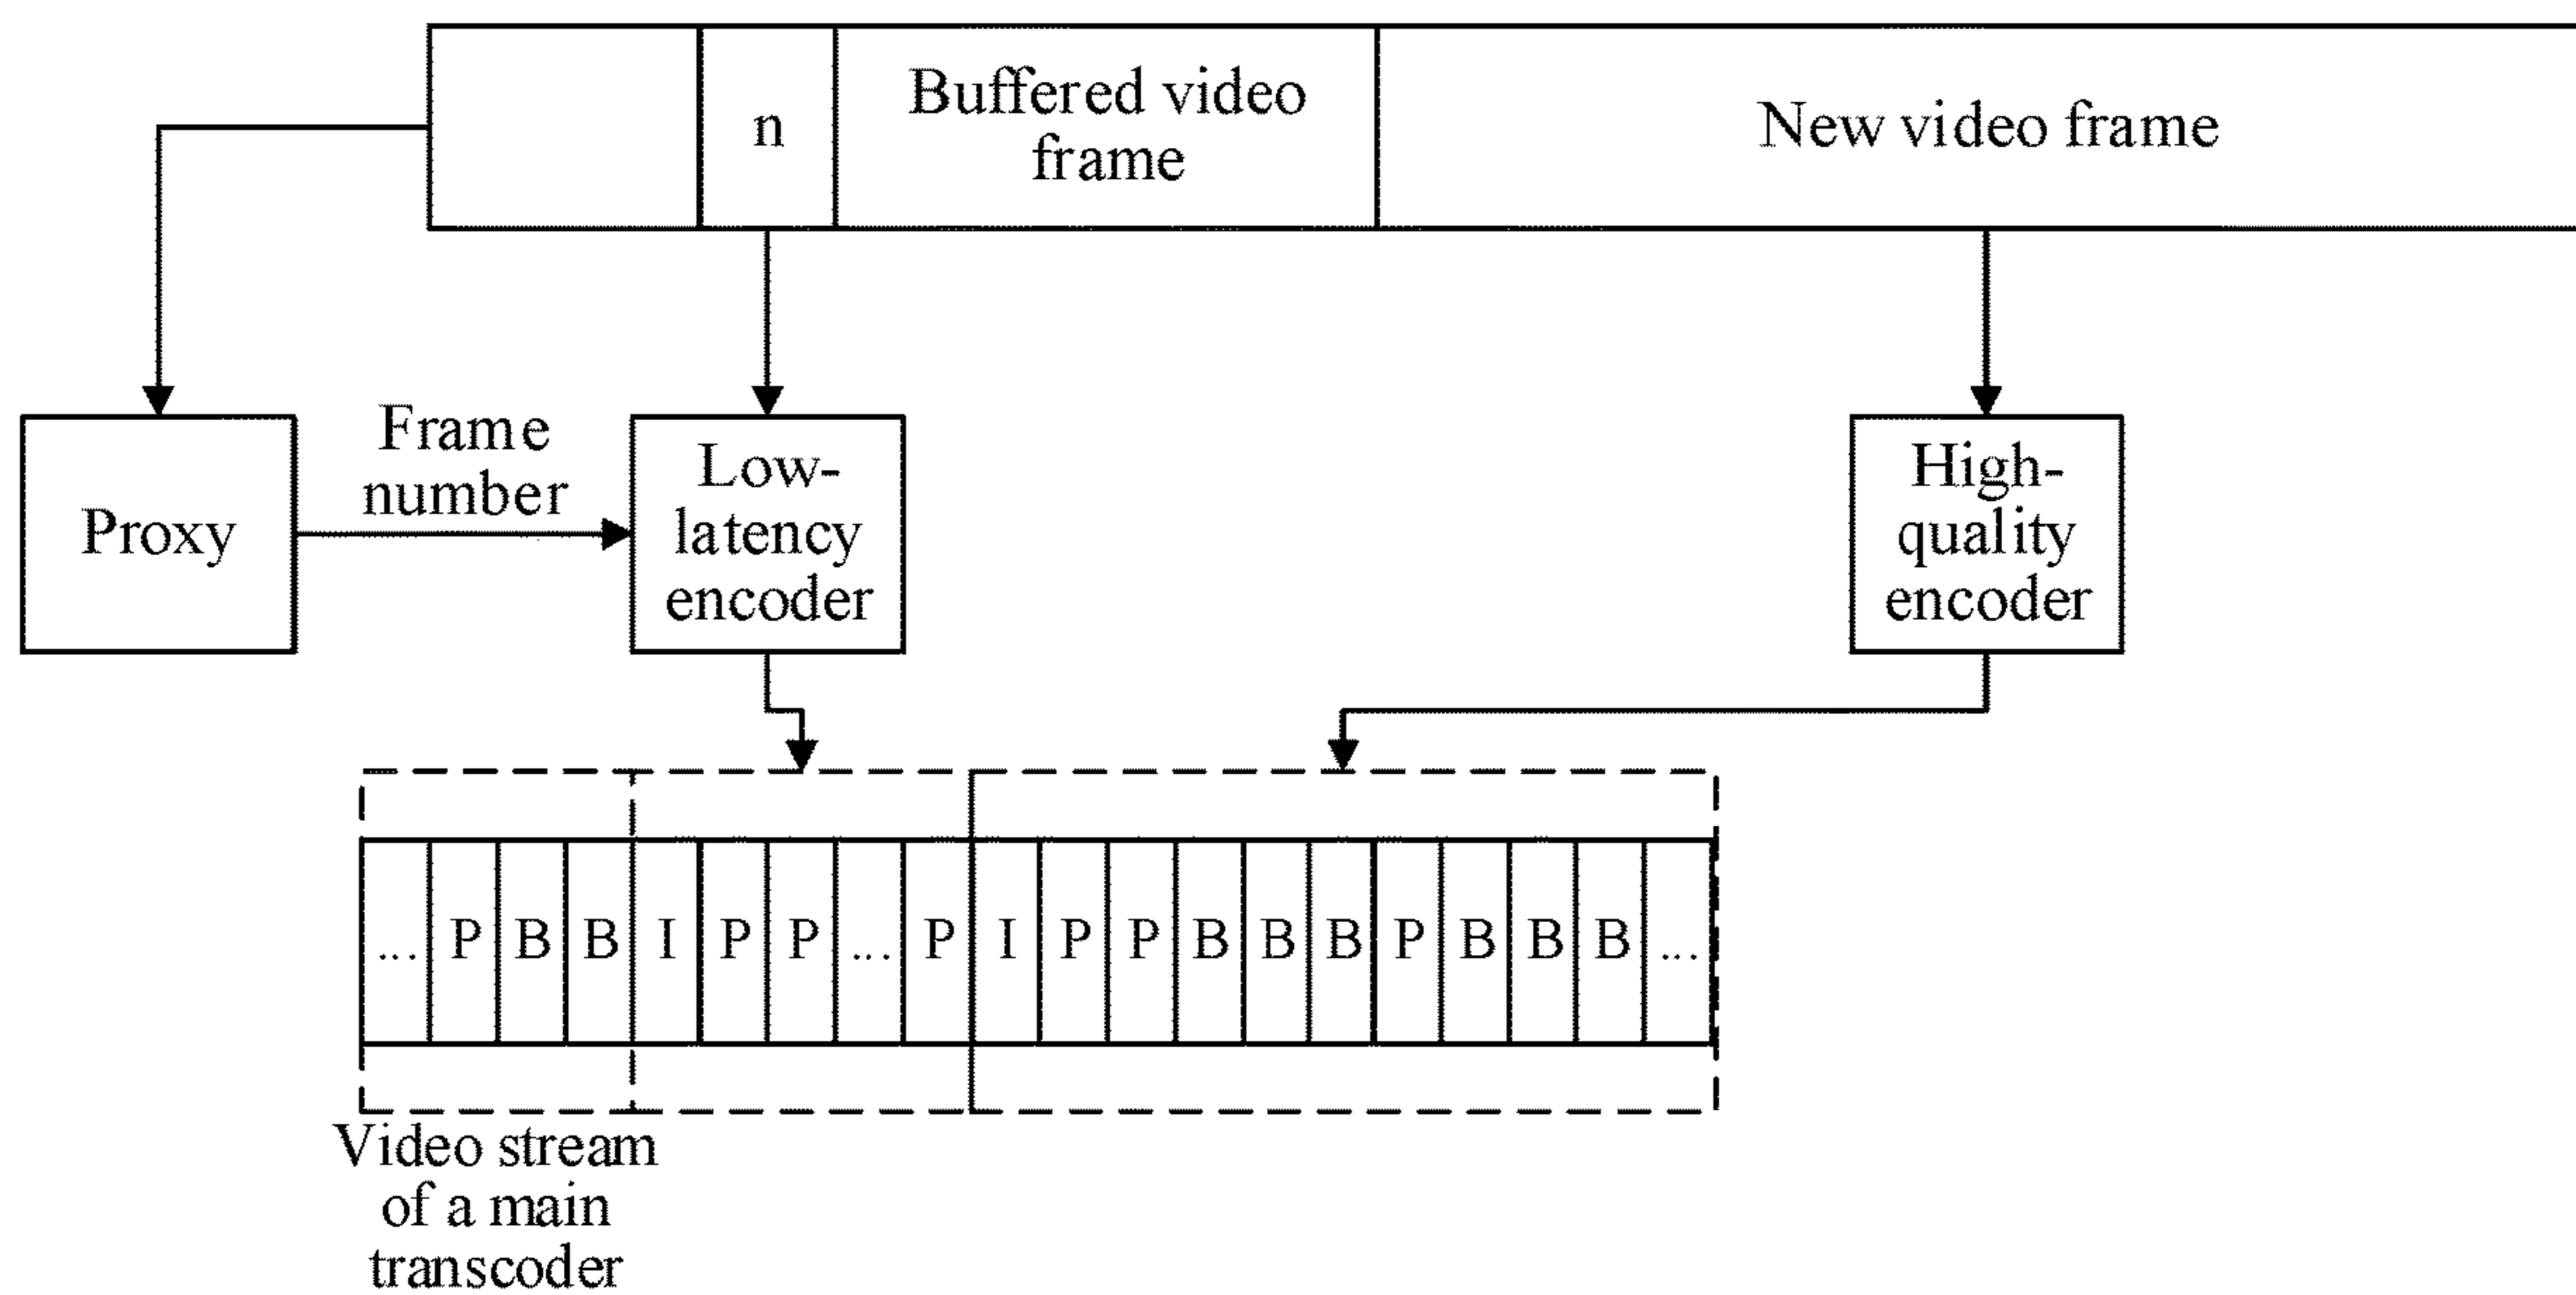 n
Buffered video
frame
New video frame
Proxy
Frame
number
Low-
latency
encoder
High-
quality
encoder
... P B B I P P ... P I P P B B B P B B B ...
Video stream
of a main
transcoder